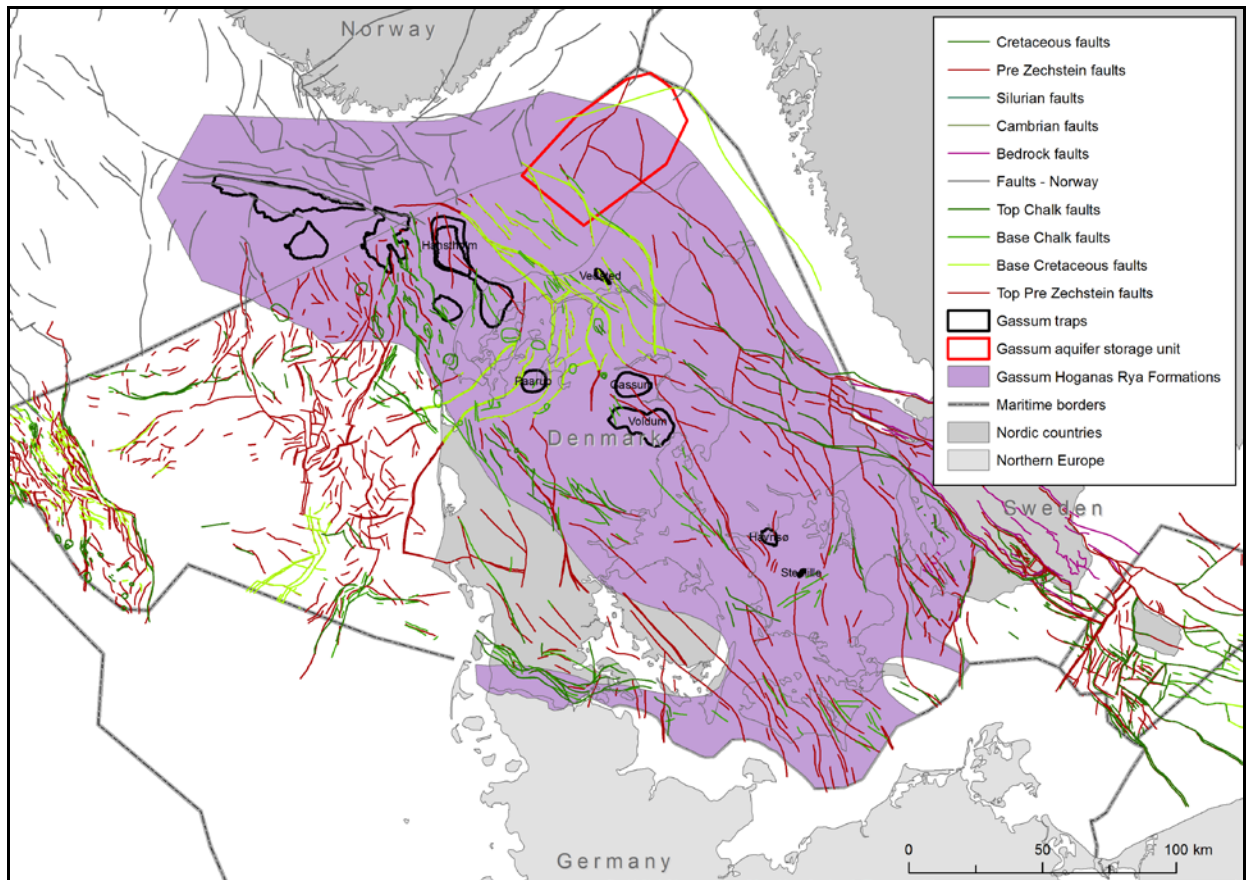 Norway
Cretaceous faults
Pre Zechstein faults
Silurian faults
Cambrian faults
Bedrock faults
Faults - Norway
Top Chalk faults
Base Chalk faults
Base Cretaceous faults
Top Pre Zechstein faults
Gassum traps
Gassum aquifer storage unit
Gassum Hoganas Rya Formations
Maritime borders
Nordic countries
Northern Europe
Hanstholm
Vedsted
Paarup
Gassum
Voldum
Denmark
Sweden
Havnsø
Stenlille
Germany
0 50 100 km